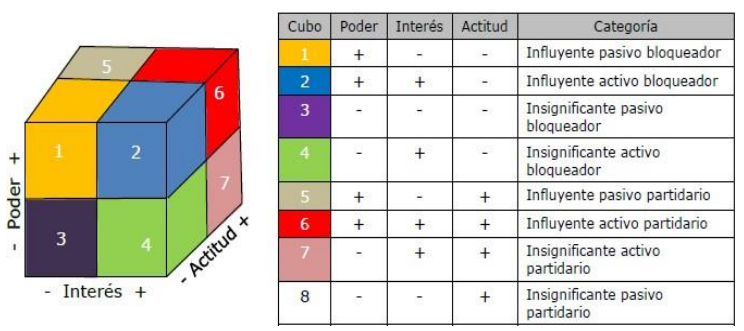 5
6
1
2
7
3
4
- Poder +
- Interés +
- Actitud +
Cubo Poder Interés Actitud Categoría
1 + - - Influyente pasivo bloqueador
2 + + - Influyente activo bloqueador
3 - - - Insignificante pasivo
bloqueador
4 - + - Insignificante activo
bloqueador
5 + - + Influyente pasivo partidario
6 + + + Influyente activo partidario
7 - + + Insignificante activo
partidario
8 - - + Insignificante pasivo
partidario